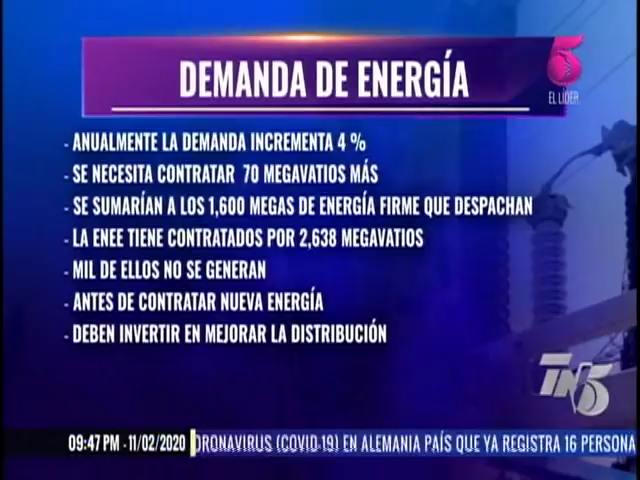 DEMANDA DE ENERGÍA
5
EL LÍDER
- ANUALMENTE LA DEMANDA INCREMENTA 4 %
- SE NECESITA CONTRATAR 70 MEGAVATIOS MÁS
- SE SUMARÍAN A LOS 1,600 MEGAS DE ENERGÍA FIRME QUE DESPACHAN
- LA ENEE TIENE CONTRATADOS POR 2,638 MEGAVATIOS
- MIL DE ELLOS NO SE GENERAN
- ANTES DE CONTRATAR NUEVA ENERGÍA
- DEBEN INVERTIR EN MEJORAR LA DISTRIBUCIÓN
TN5
09:47 PM - 11/02/2020 ORONAVIRUS (COVID-19) EN ALEMANIA PAÍS QUE YA REGISTRA 16 PERSONA